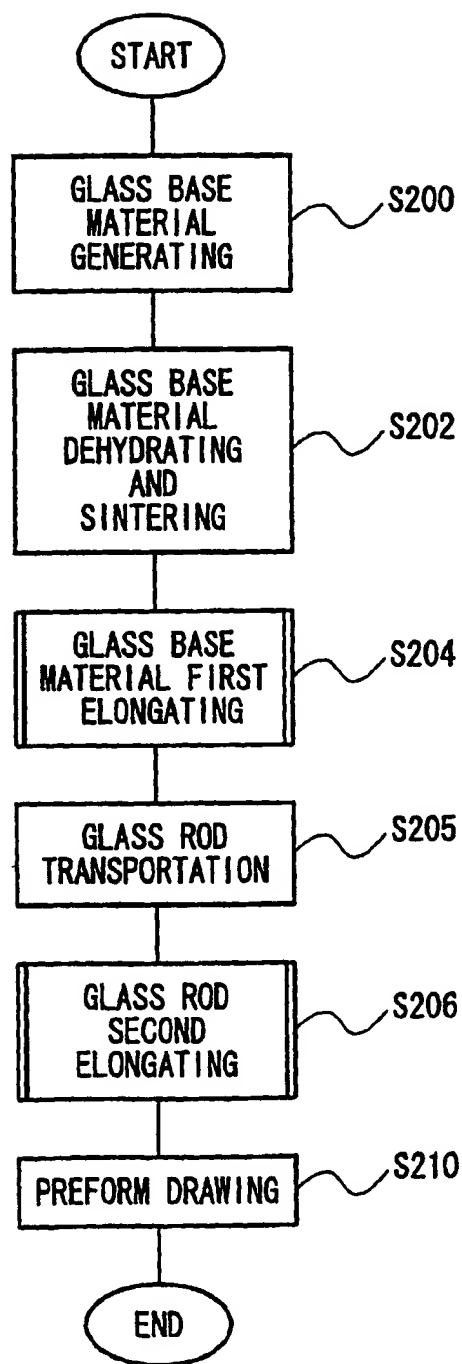 START
GLASS BASE
MATERIAL
GENERATING
S200
GLASS BASE
MATERIAL
DEHYDRATING
AND
SINTERING
S202
GLASS BASE
MATERIAL FIRST
ELONGATING
S204
GLASS ROD
TRANSPORTATION
S205
GLASS ROD
SECOND
ELONGATING
S206
PREFORM DRAWING
S210
END